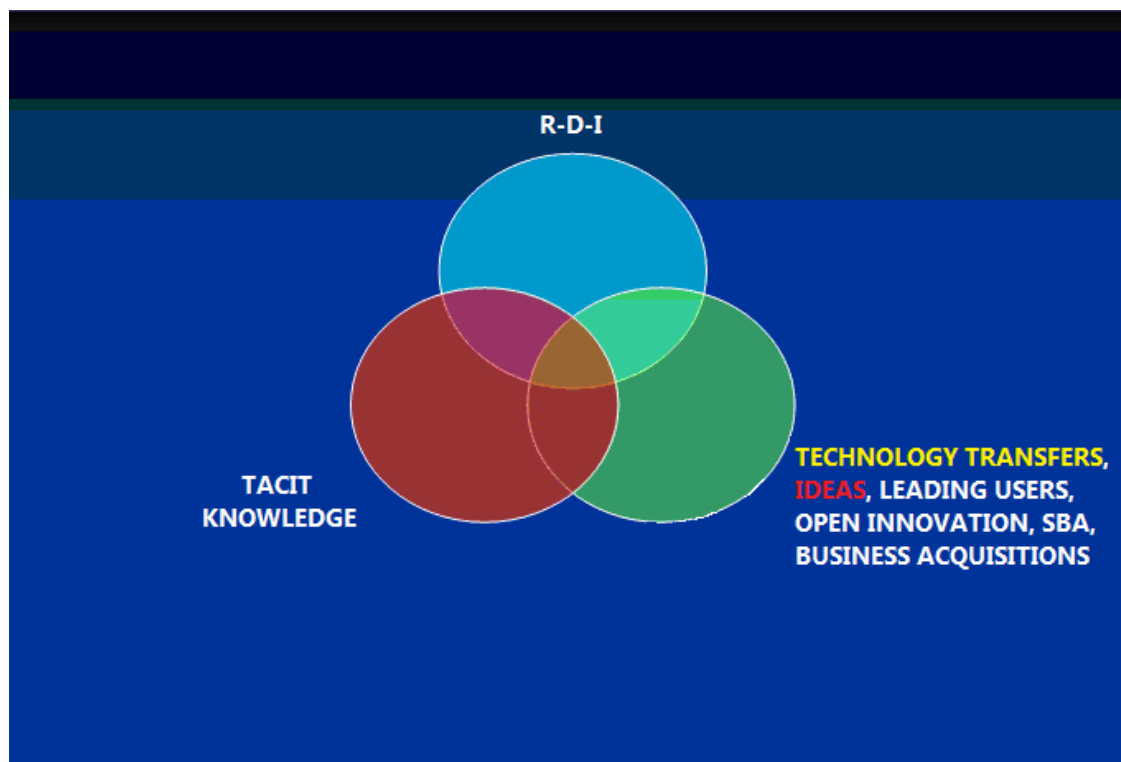 R-D-I
TACIT
KNOWLEDGE
TECHNOLOGY TRANSFERS,
IDEAS, LEADING USERS,
OPEN INNOVATION, SBA,
BUSINESS ACQUISITIONS